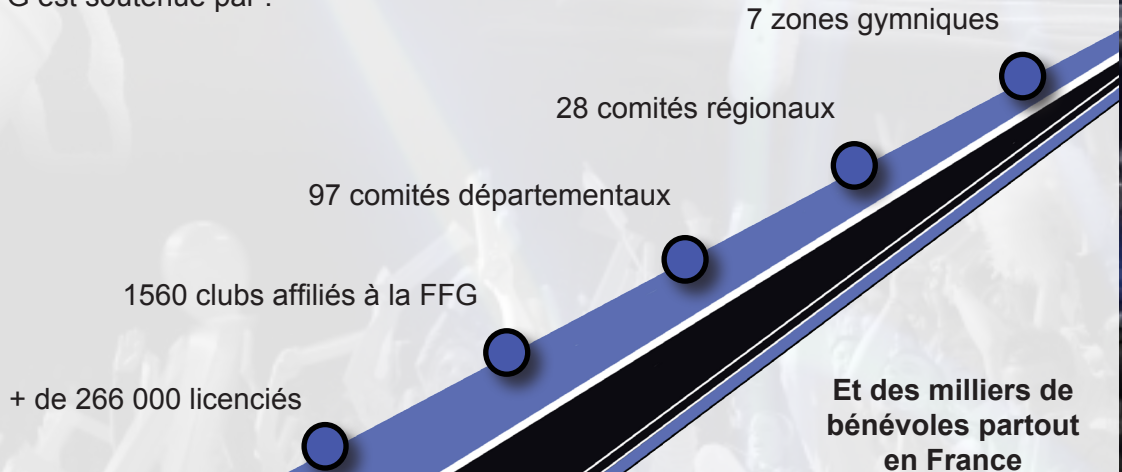 G est soutenue par :
7 zones gymniques
28 comités régionaux
97 comités départementaux
1560 clubs affiliés à la FFG
+ de 266 000 licenciés
Et des milliers de
bénévoles partout
en France